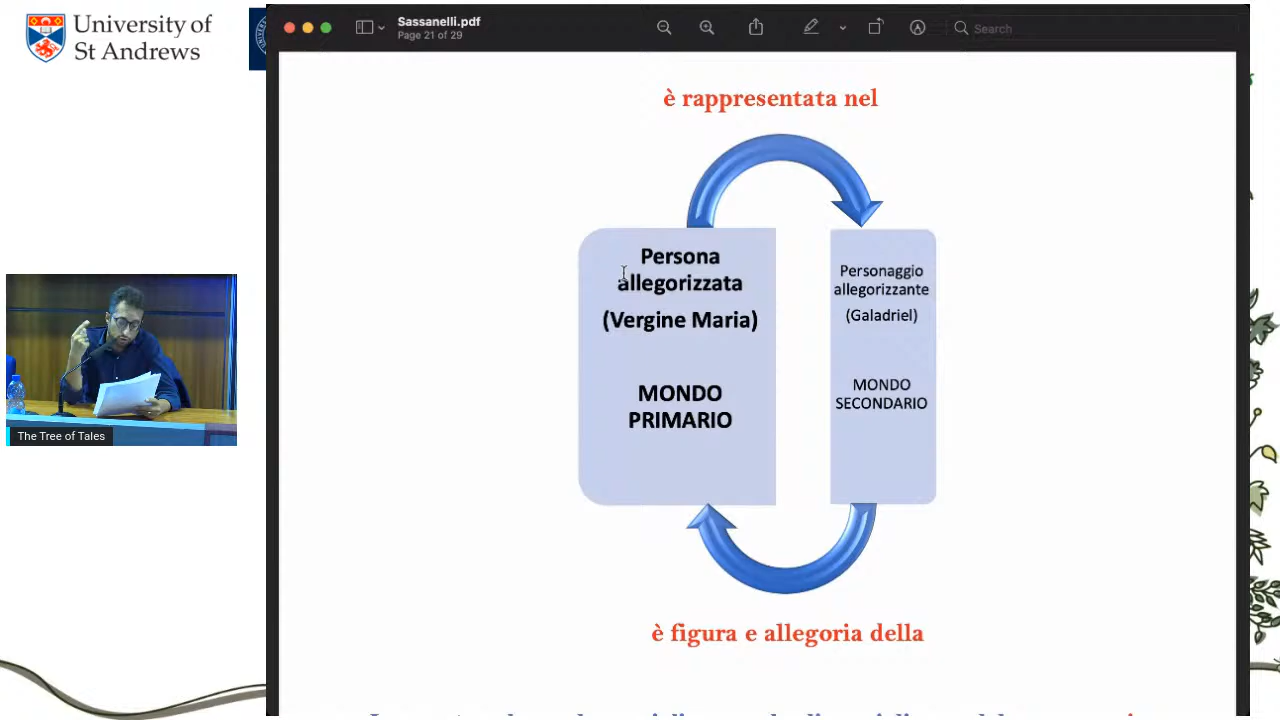 University of
St Andrews
Sassanelli.pdf
Page 21 of 29
Search
è rappresentata nel
Persona
allegorizzata
(Vergine Maria)
MONDO
PRIMARIO
Personaggio
allegorizzante
(Galadriel)
MONDO
SECONDARIO
è figura e allegoria della
The Tree of Tales